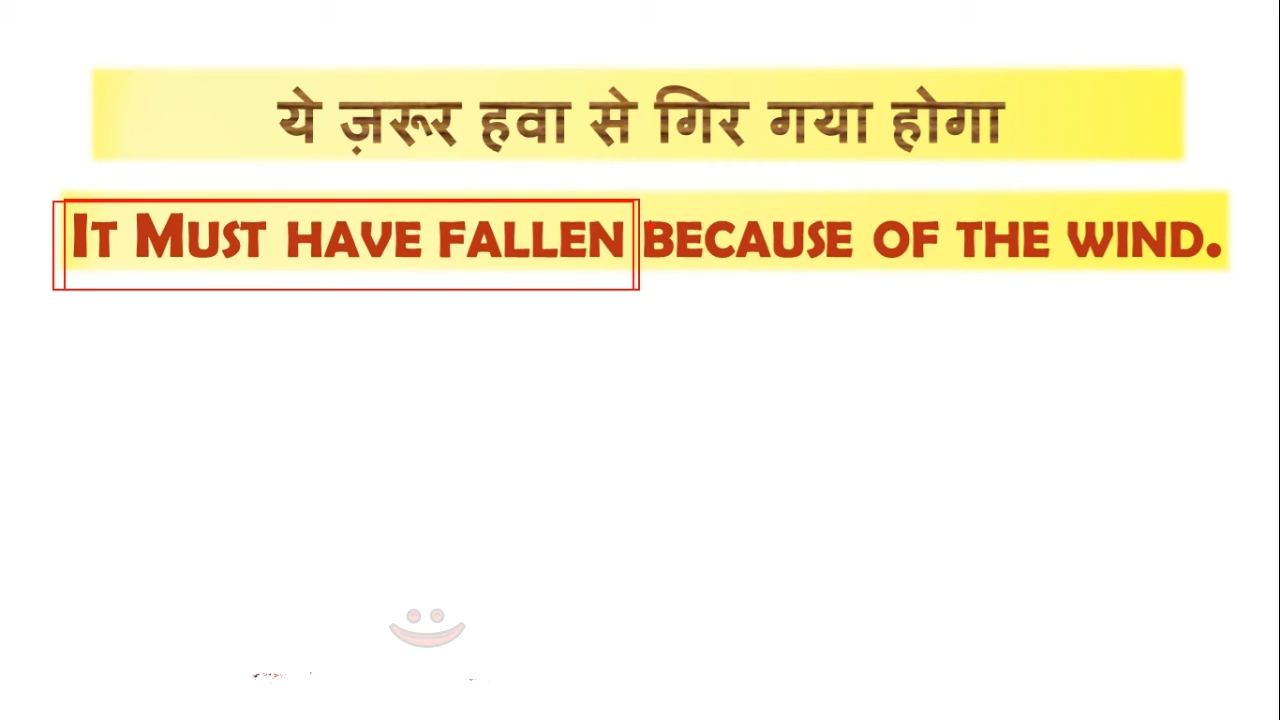 ये ज़रूर हवा से गिर गया होगा
It Must have fallen because of the wind.